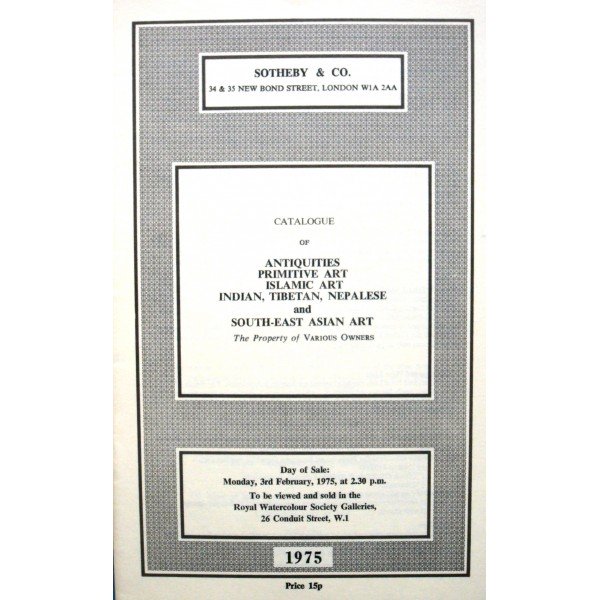 SOTHEBY & CO.
34 & 35 NEW BOND STREET, LONDON W1A 2AA
CATALOGUE
OF
ANTIQUITIES
PRIMITIVE ART
ISLAMIC ART
INDIAN, TIBETAN, NEPALESE
and
SOUTH-EAST ASIAN ART
The Property of VARIOUS OWNERS
Day of Sale:
Monday, 3rd February, 1975, at 2.30 p.m.
To be viewed and sold in the
Royal Watercolour Society Galleries,
26 Conduit Street, W.1
1975
Price 15p